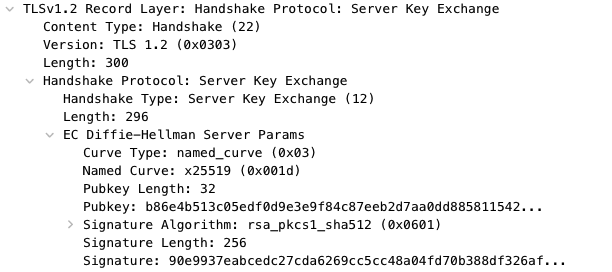 TLSv1.2 Record Layer: Handshake Protocol: Server Key Exchange
Content Type: Handshake (22)
Version: TLS 1.2 (0x0303)
Length: 300
Handshake Protocol: Server Key Exchange
Handshake Type: Server Key Exchange (12)
Length: 296
EC Diffie-Hellman Server Params
Curve Type: named_curve (0x03)
Named Curve: x25519 (0x001d)
Pubkey Length: 32
Pubkey: b86e4b513c05edf0d9e3e9f84c87eeb2d7aa0dd885811542...
Signature Algorithm: rsa_pkcs1_sha512 (0x0601)
Signature Length: 256
Signature: 90e9937eabcedc27cda6269cc5cc48a04fd70b388df326af...